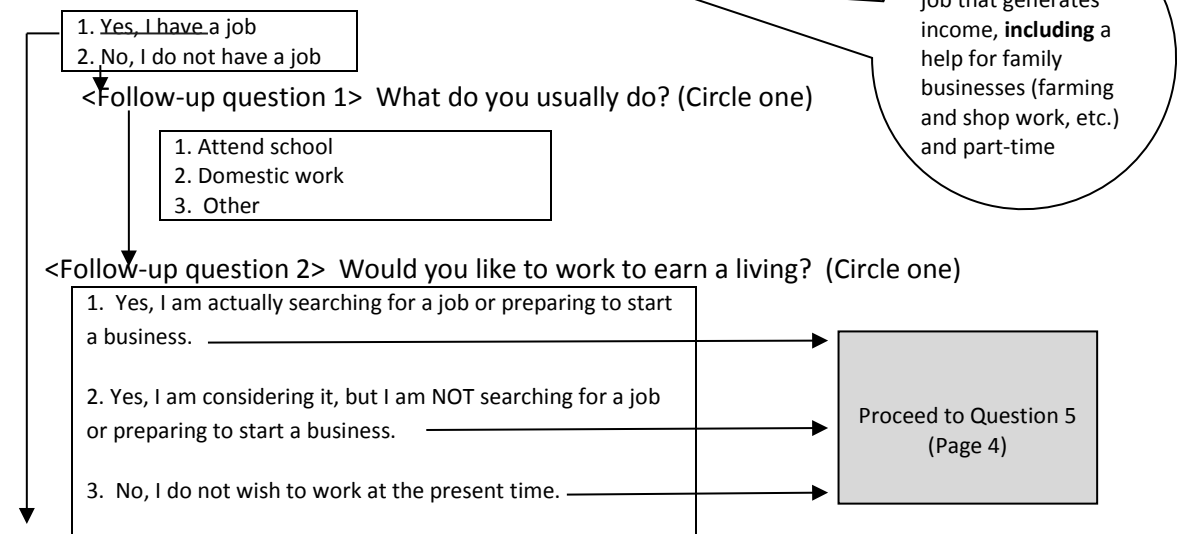 job that generates
income, including a
help for family
businesses (farming
and shop work, etc.)
and part-time
1. Yes, I have a job
2. No, I do not have a job
<Follow-up question 1> What do you usually do? (Circle one)
1. Attend school
2. Domestic work
3. Other
<Follow-up question 2> Would you like to work to earn a living? (Circle one)
1. Yes, I am actually searching for a job or preparing to start
a business.
2. Yes, I am considering it, but I am NOT searching for a job
or preparing to start a business.
3. No, I do not wish to work at the present time.
Proceed to Question 5
(Page 4)